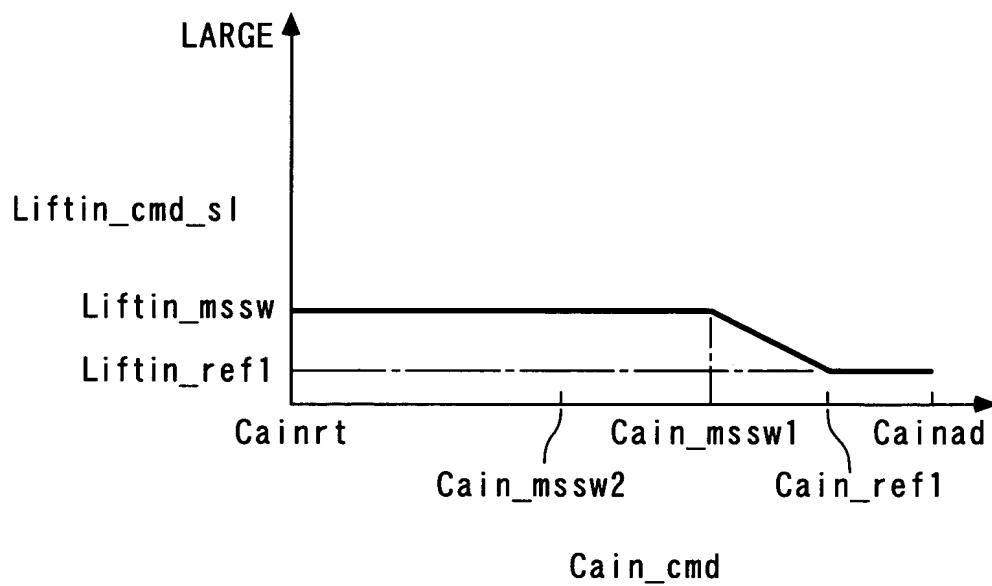 LARGE
Liftin_cmd_sl
Liftin_mssw
Liftin_ref1
Cainrt
Cain_mssw1
Cainad
Cain_mssw2
Cain_ref1
Cain_cmd